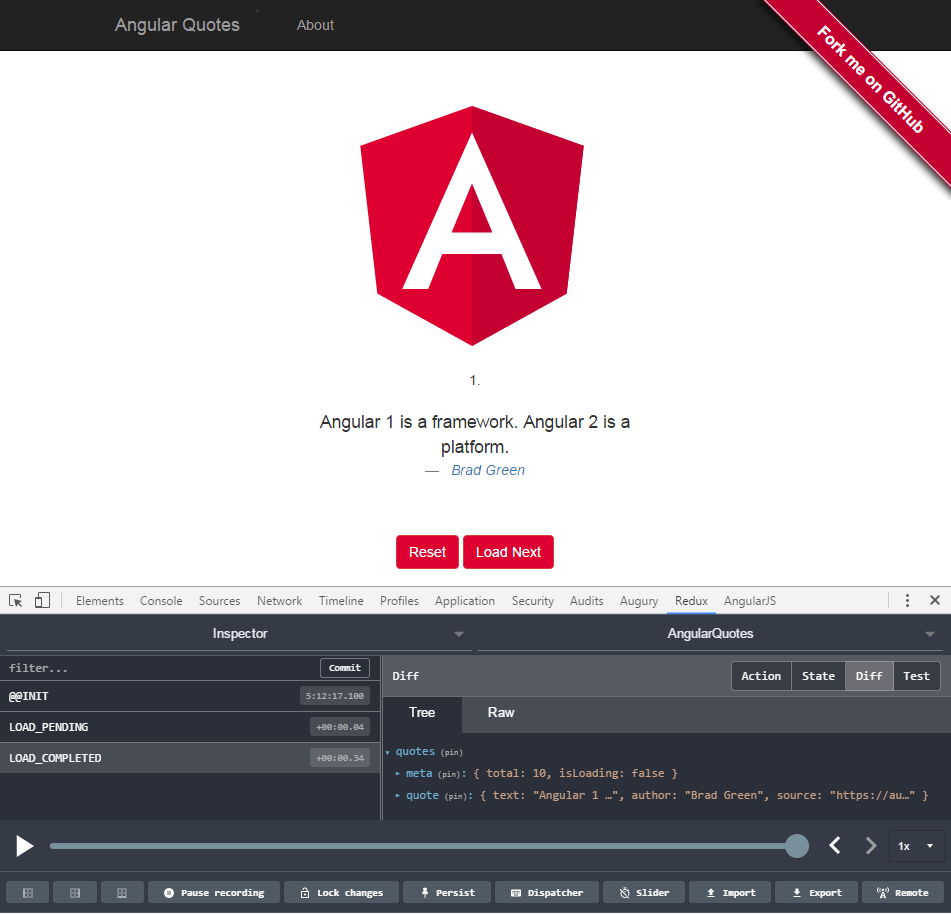 Angular Quotes About
Fork me on GitHub
A
1.
Angular 1 is a framework. Angular 2 is a
platform.
— Brad Green
Reset Load Next
Elements Console Sources Network Timeline Profiles Application Security Audits Augury Redux AngularJS
Inspector AngularQuotes
filter... Commit
Diff Action State Diff Test
@@INIT 5:12:17.100
LOAD_PENDING +00:00.04
LOAD_COMPLETED +00:00.34
Tree Raw
quotes (pin)
meta (pin): { total: 10, isLoading: false }
quote (pin): { text: "Angular 1 …", author: "Brad Green", source: "https://au…" }
1x
Pause recording Lock changes Persist Dispatcher Slider Import Export Remote